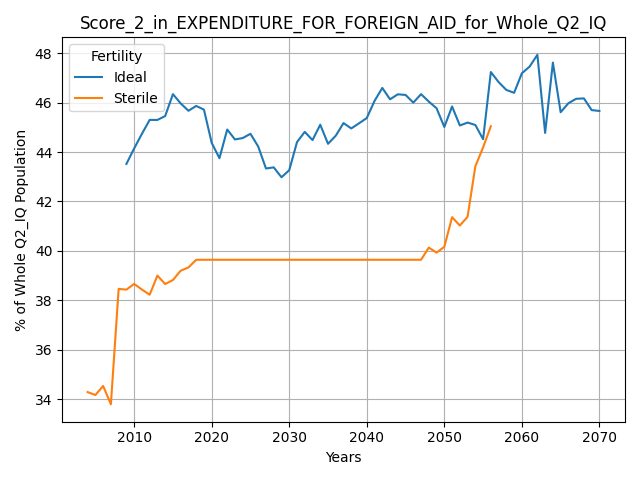 Score_2_in_EXPENDITURE_FOR_FOREIGN_AID_for_Whole_Q2_IQ
Fertility
Ideal
Sterile
% of Whole Q2_IQ Population
48
46
44
42
40
38
36
34
2010 2020 2030 2040 2050 2060 2070
Years